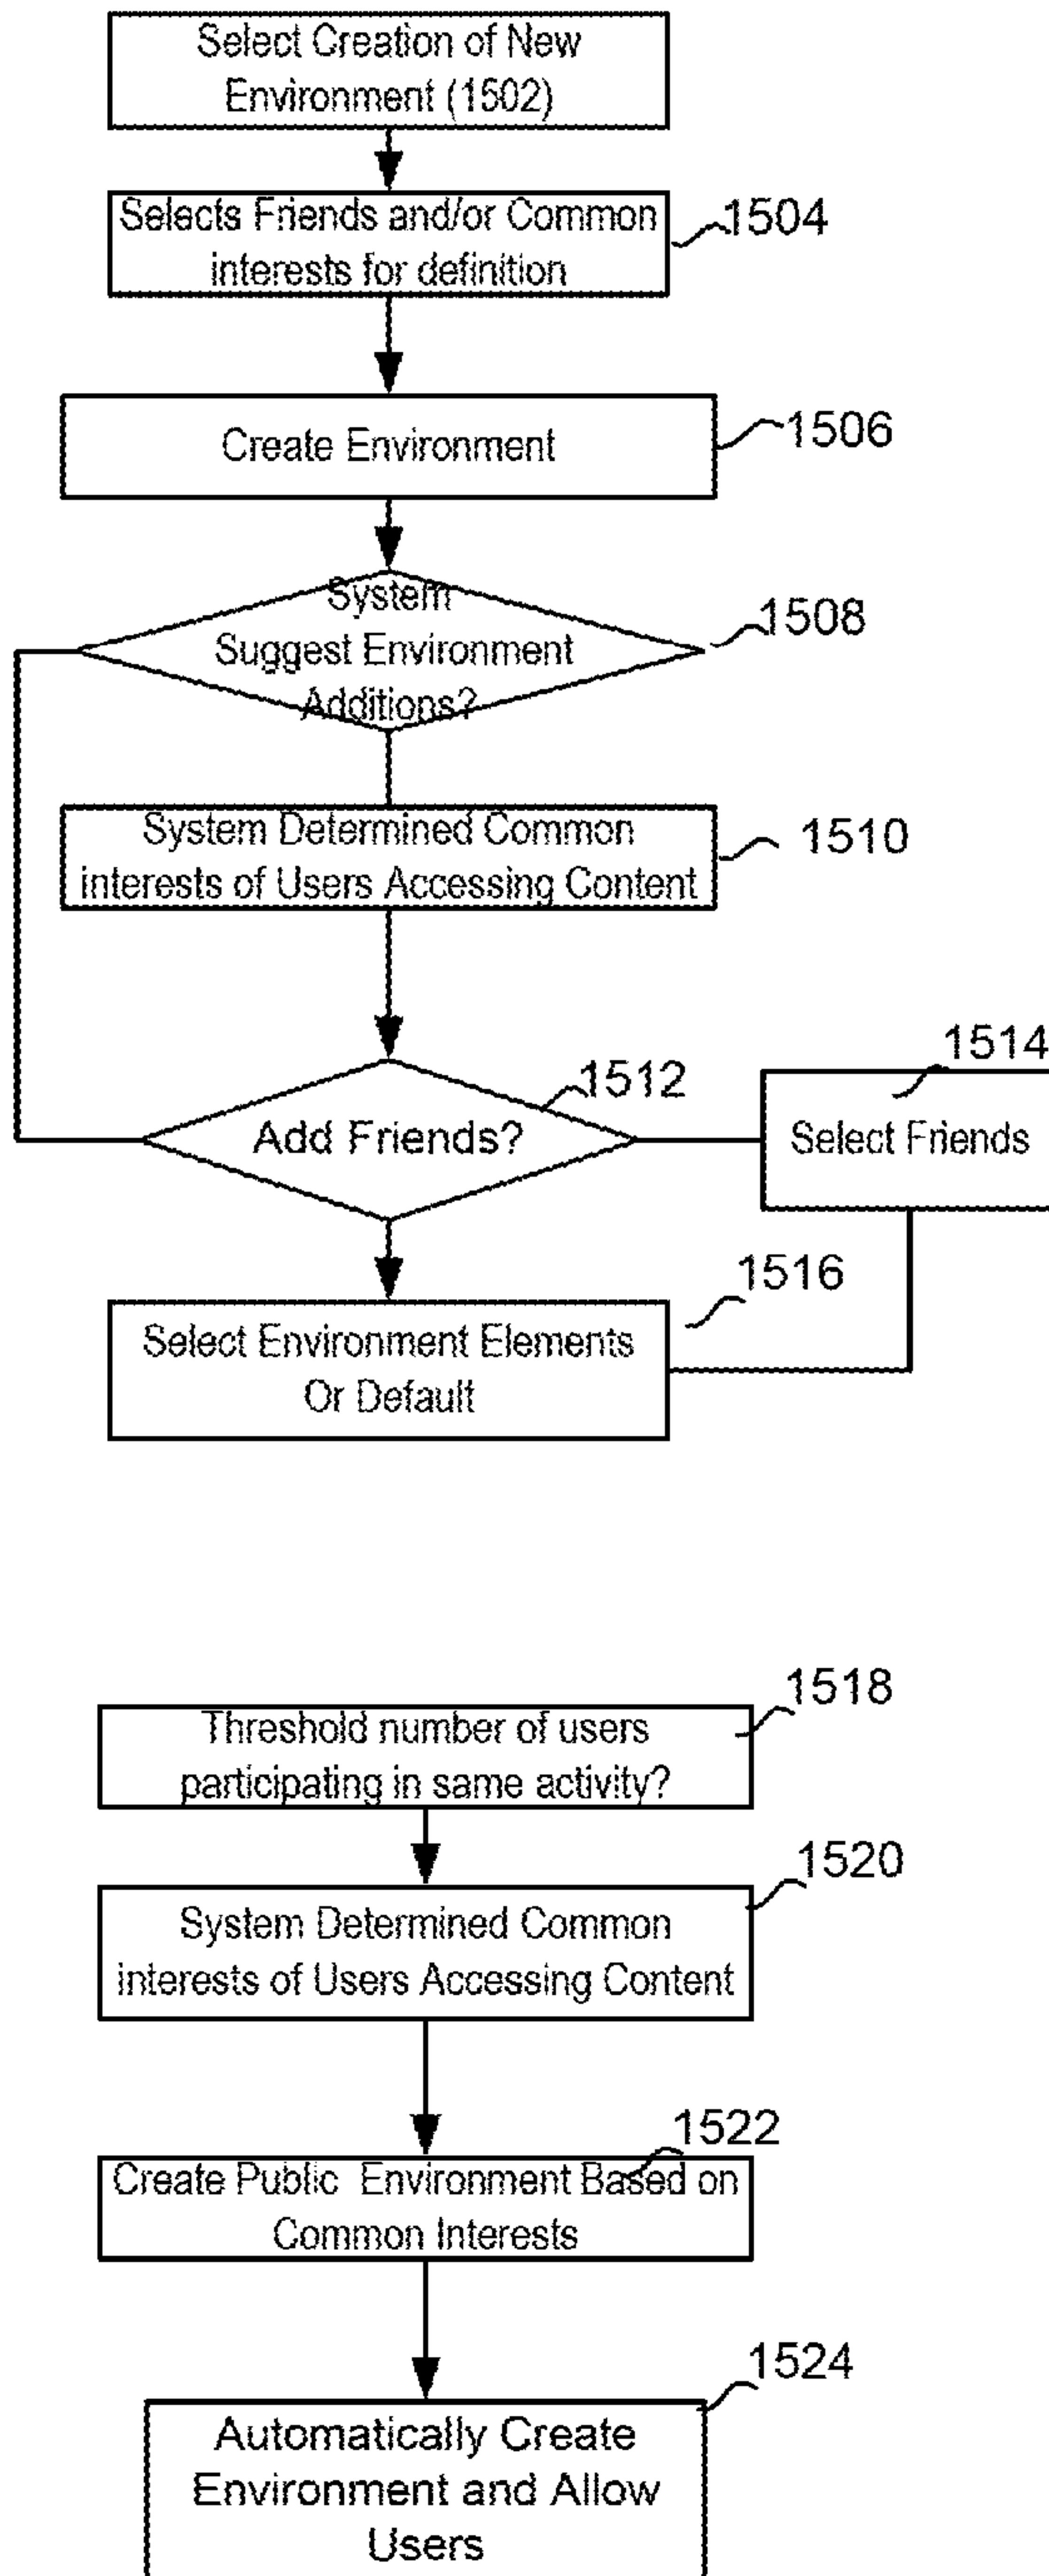 Select Creation of New
Environment (1502)
Selects Friends and/or Common
interests for definition
1504
Create Environment
1506
System
Suggest Environment
Additions?
1508
System Determined Common
interests of Users Accessing Content
1510
Add Friends?
1512
1514
Select Friends
1516
Select Environment Elements
Or Default
1518
Threshold number of users
participating in same activity?
1520
System Determined Common
interests of Users Accessing Content
1522
Create Public Environment Based on
Common Interests
1524
Automatically Create
Environment and Allow
Users